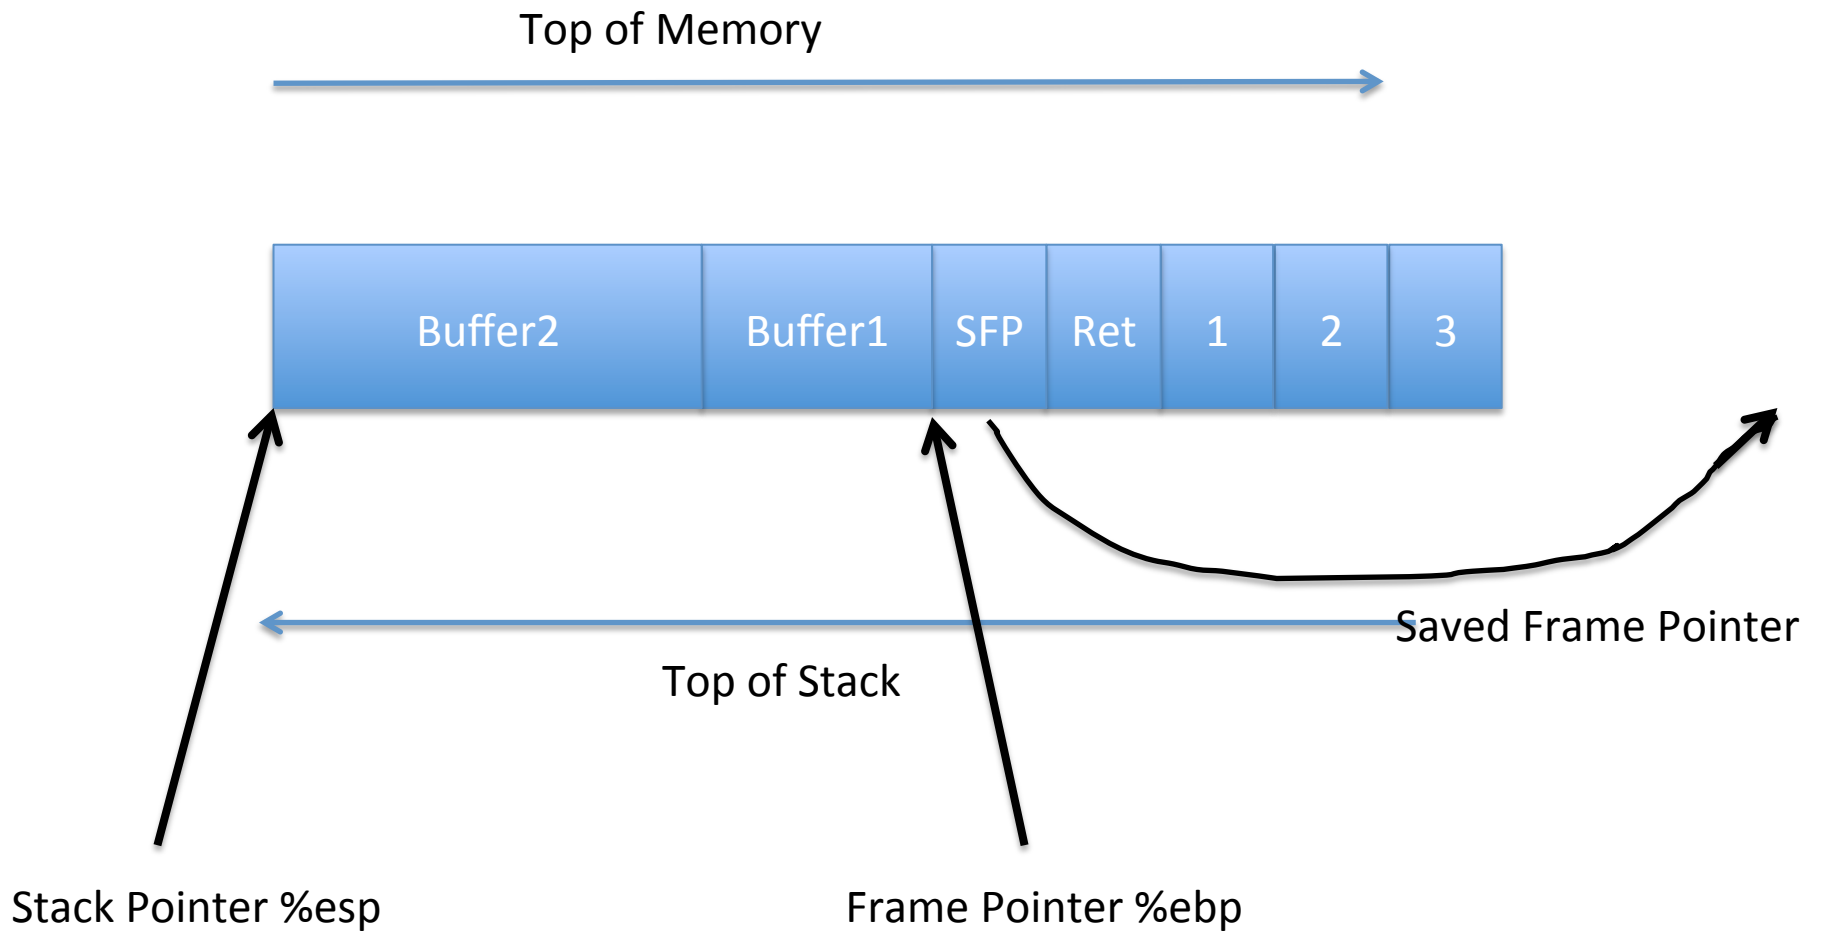 Top of Memory
Buffer2 Buffer1 SFP Ret 1 2 3
Saved Frame Pointer
Top of Stack
Stack Pointer %esp
Frame Pointer %ebp